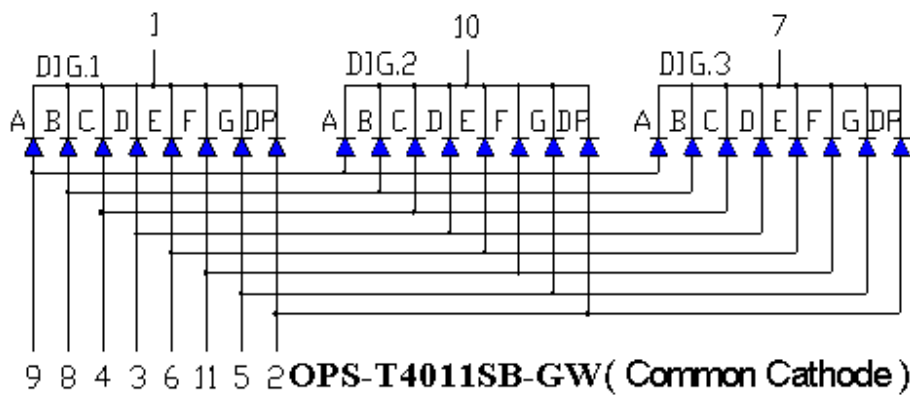 1 10 7
DIG.1 DIG.2 DIG.3
A B C D E F G DP A B C D E F G DP A B C D E F G DP
9 8 4 3 6 11 5 2 OPS-T4011SB-GW( Common Cathode )